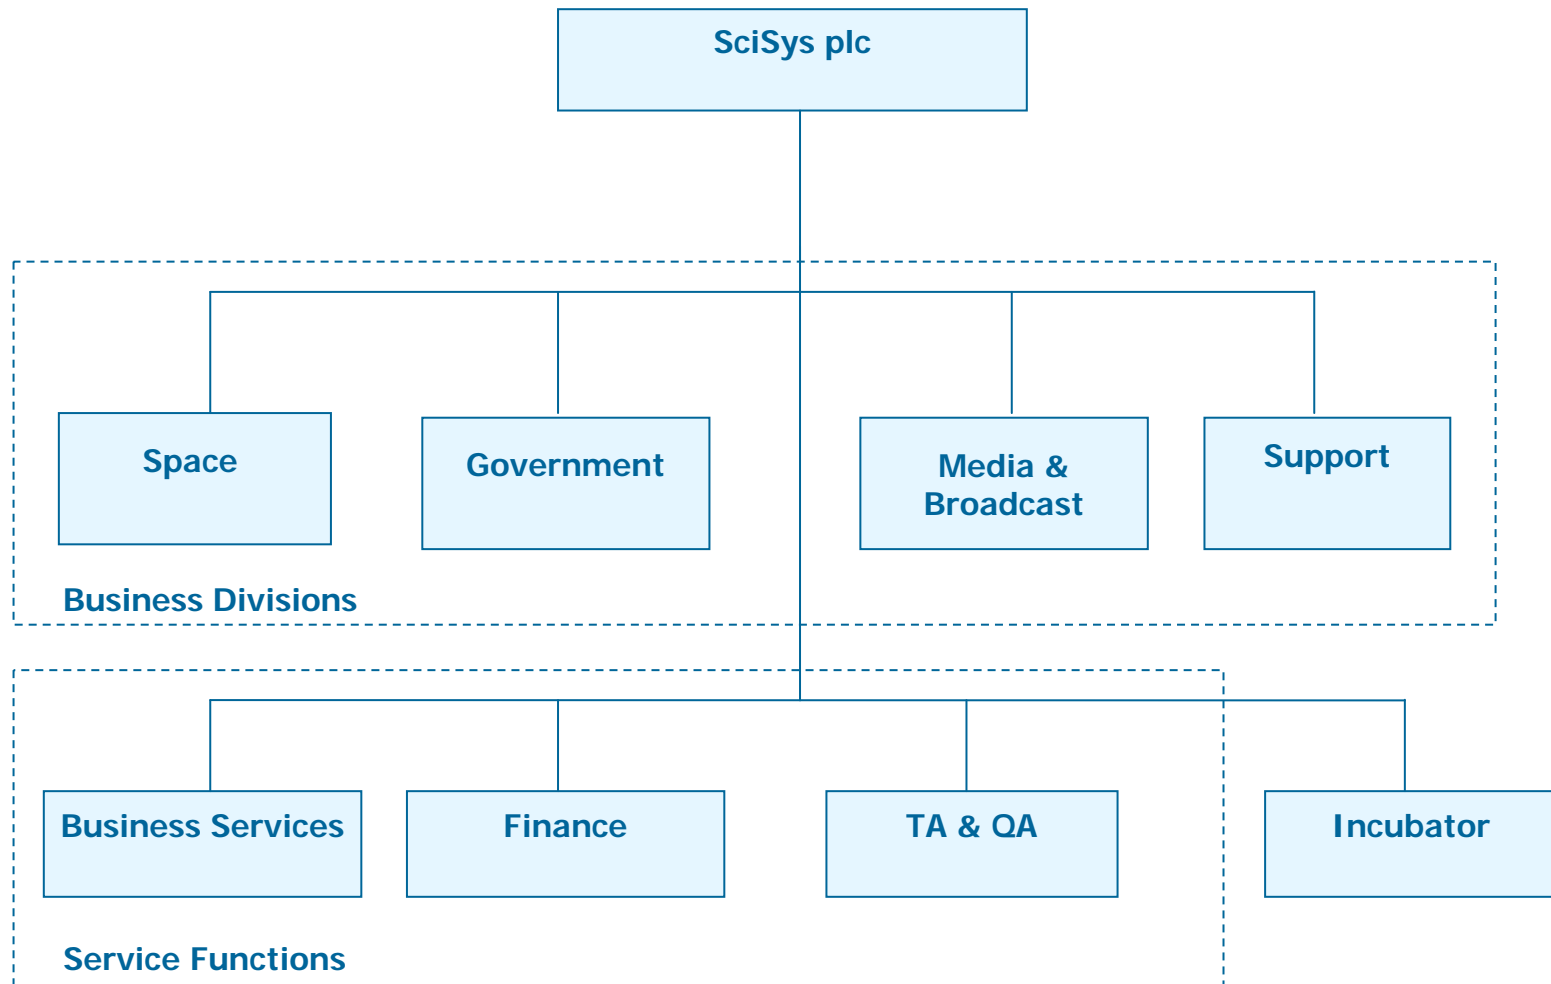 SciSys plc
Space
Government
Media &
Broadcast
Support
Business Divisions
Business Services
Finance
TA & QA
Incubator
Service Functions